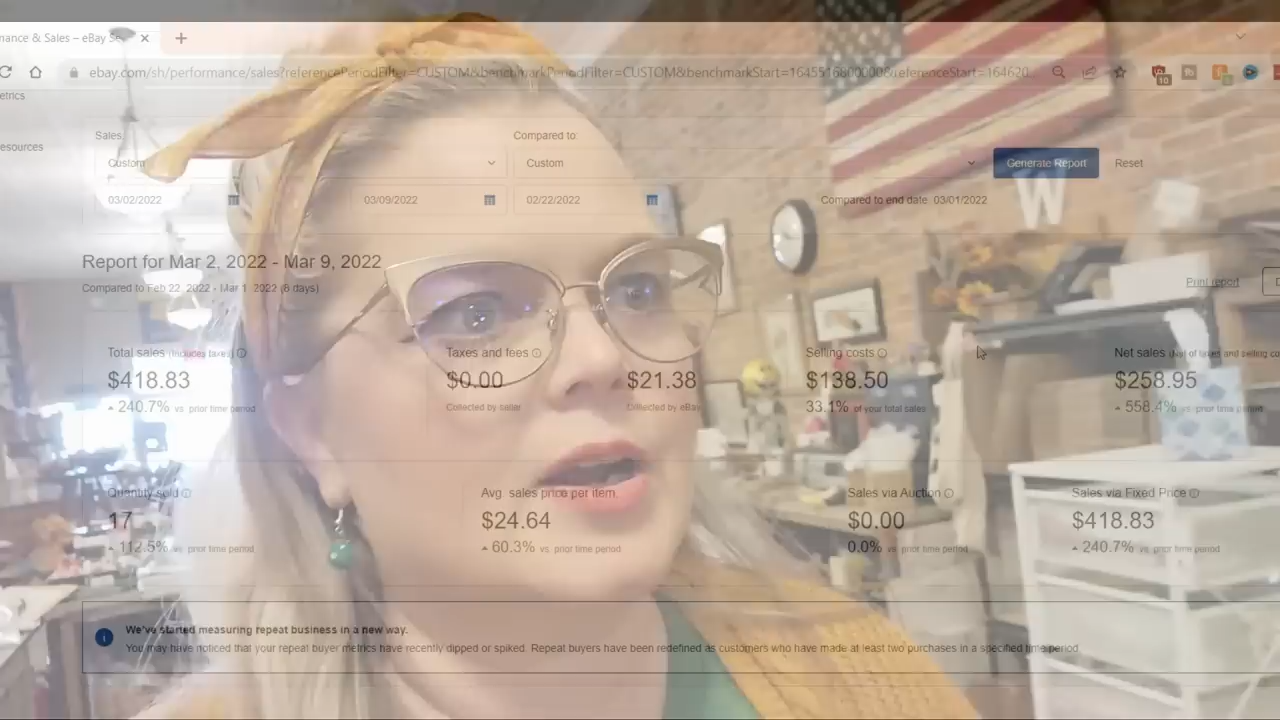 nance & Sales – eBay Se
ebay.com/sh/performance/sales?referencePeriodFilter=CUSTOM&benchmarkPeriodFilter=CUSTOM&benchmarkStart=1645516800000&referenceStart=164620...
10
etrics
Sales: Compared to:
esources
Custom Custom Generate Report Reset
03/02/2022 03/09/2022 02/22/2022 Compared to end date 03/01/2022
W
Report for Mar 2, 2022 - Mar 9, 2022
Compared to Feb 22, 2022 - Mar 1, 2022 (8 days) Print report
Total sales (includes taxes) Taxes and fees Selling costs Net sales (Net of taxes and selling co
$418.83 $0.00 $21.38 $138.50 $258.95
240.7% vs. prior time period Collected by seller Collected by eBay 33.1% of your total sales 558.4% vs. prior time period
Quantity sold Avg. sales price per item Sales via Auction Sales via Fixed Price
17 $24.64 $0.00 $418.83
112.5% vs. prior time period 60.3% vs. prior time period 0.0% vs. prior time period 240.7% vs. prior time period
We've started measuring repeat business in a new way.
You may have noticed that your repeat buyer metrics have recently dipped or spiked. Repeat buyers have been redefined as customers who have made at least two purchases in a specified time period